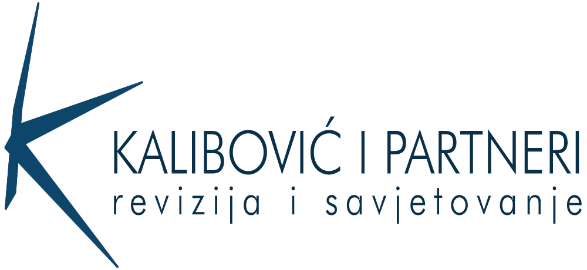 KALIBOVIĆ I PARTNERI
revizija i savjetovanje